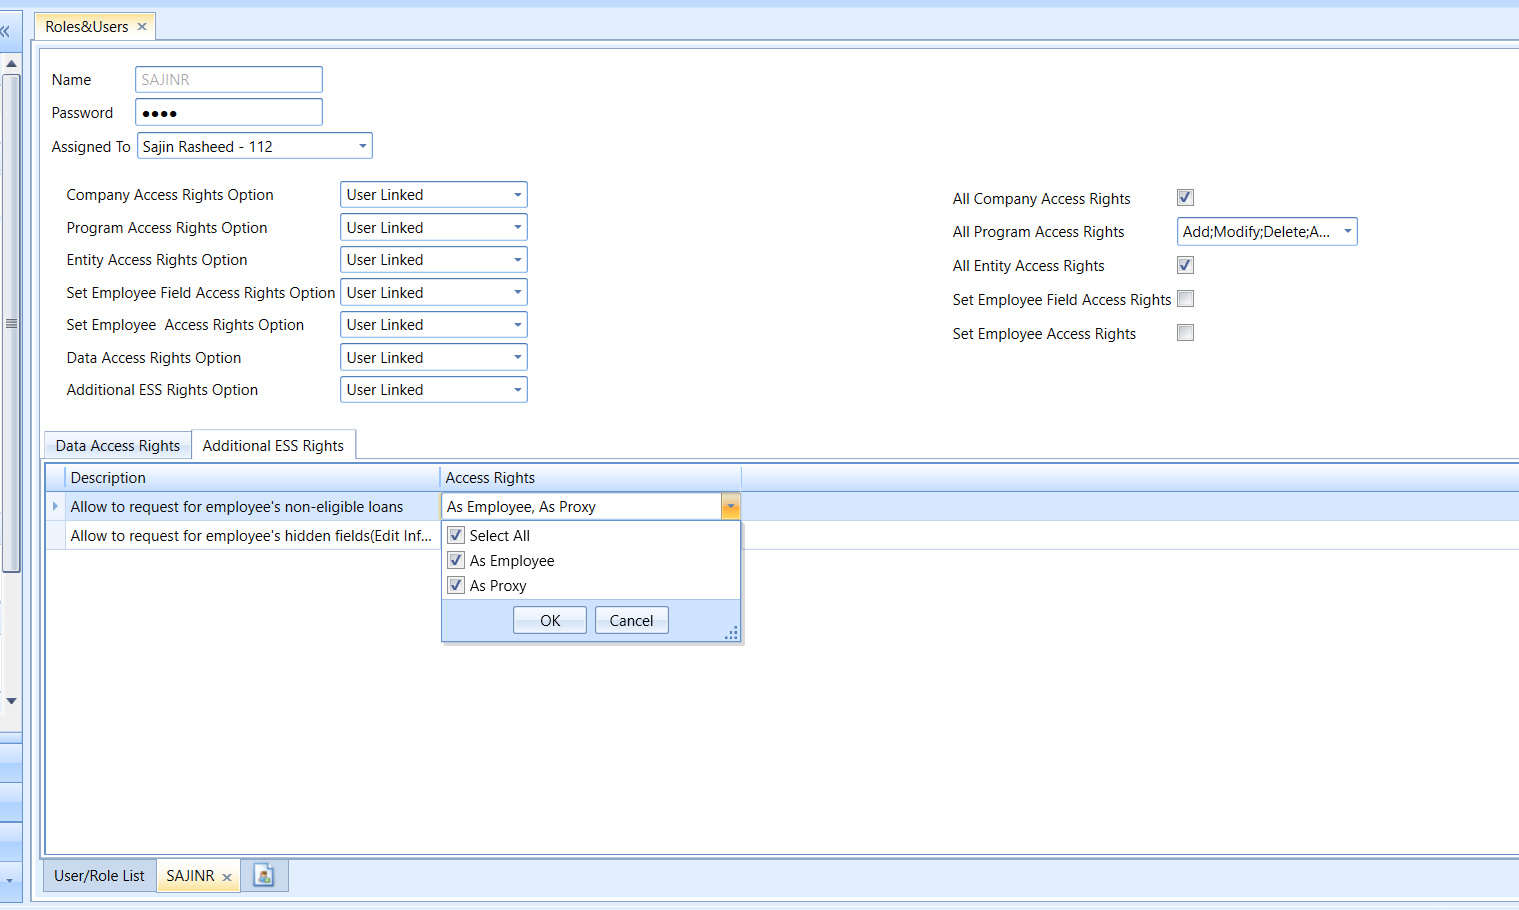 Roles&Users
Name SAJINR
Password ●●●●
Assigned To Sajin Rasheed - 112
Company Access Rights Option User Linked
Program Access Rights Option User Linked
Entity Access Rights Option User Linked
Set Employee Field Access Rights Option User Linked
Set Employee  Access Rights Option User Linked
Data Access Rights Option User Linked
Additional ESS Rights Option User Linked
All Company Access Rights
All Program Access Rights Add;Modify;Delete;A...
All Entity Access Rights
Set Employee Field Access Rights
Set Employee Access Rights
Data Access Rights Additional ESS Rights
Description Access Rights
Allow to request for employee's non-eligible loans As Employee, As Proxy
Allow to request for employee's hidden fields(Edit Inf...
Select All
As Employee
As Proxy
OK Cancel
User/Role List SAJINR